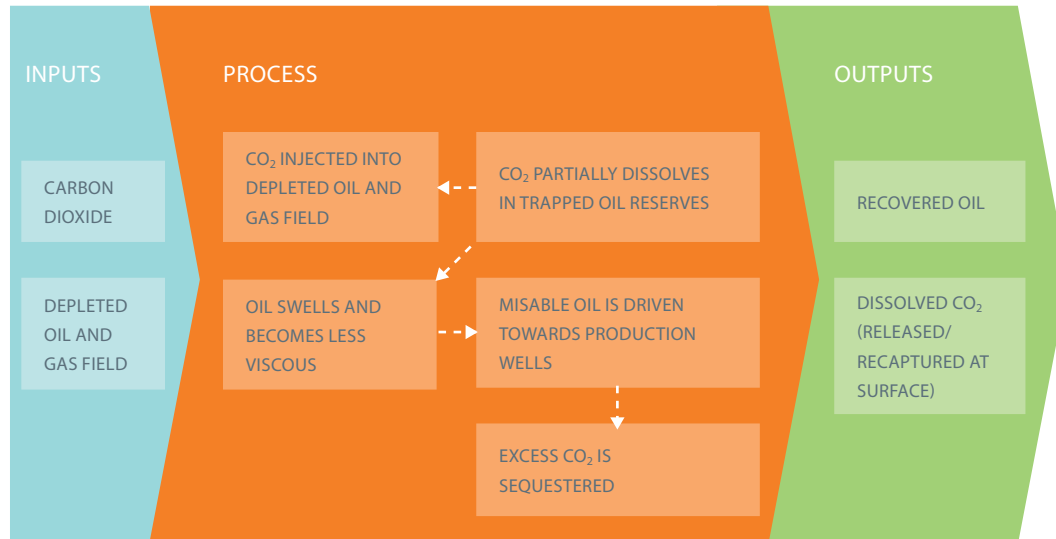 INPUTS
CARBON
DIOXIDE
DEPLETED
OIL AND
GAS FIELD
PROCESS
CO₂ INJECTED INTO
DEPLETED OIL AND
GAS FIELD
CO₂ PARTIALLY DISSOLVES
IN TRAPPED OIL RESERVES
OIL SWELLS AND
BECOMES LESS
VISCOUS
MISABLE OIL IS DRIVEN
TOWARDS PRODUCTION
WELLS
EXCESS CO₂ IS
SEQUESTERED
OUTPUTS
RECOVERED OIL
DISSOLVED CO₂
(RELEASED/
RECAPTURED AT
SURFACE)